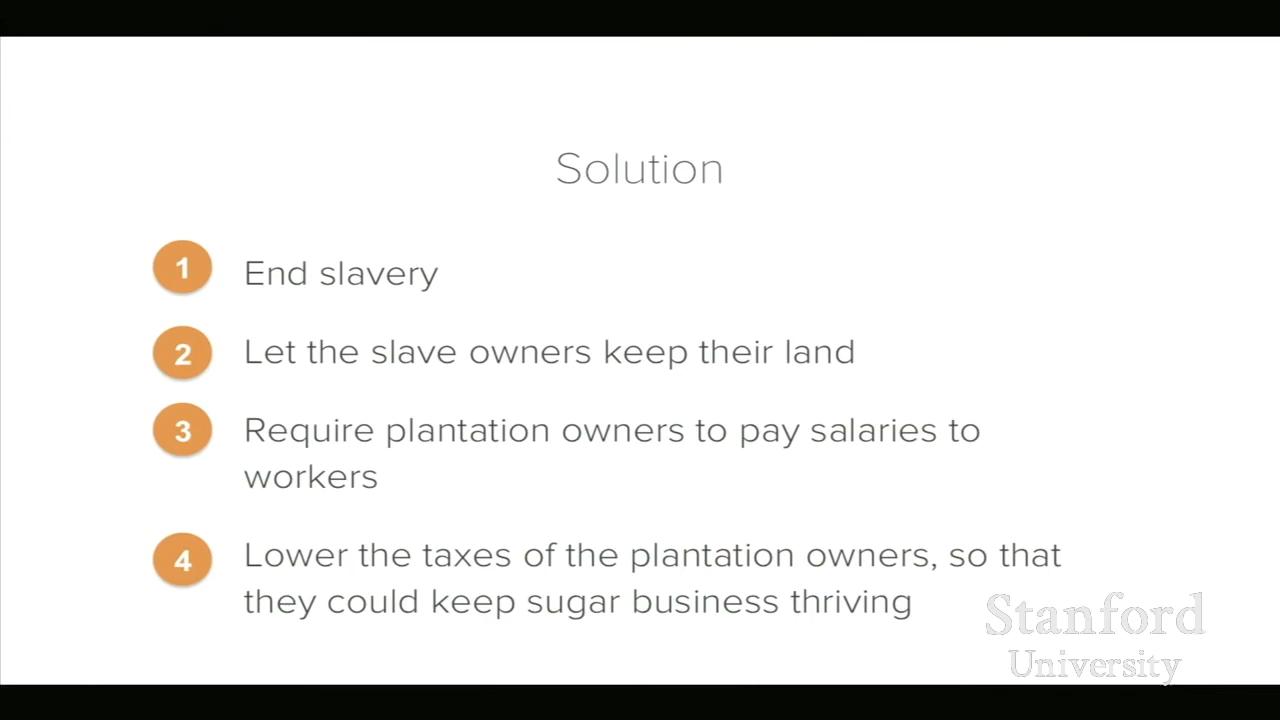 Solution
1 End slavery
2 Let the slave owners keep their land
3 Require plantation owners to pay salaries to
workers
4 Lower the taxes of the plantation owners, so that
they could keep sugar business thriving
Stanford
University